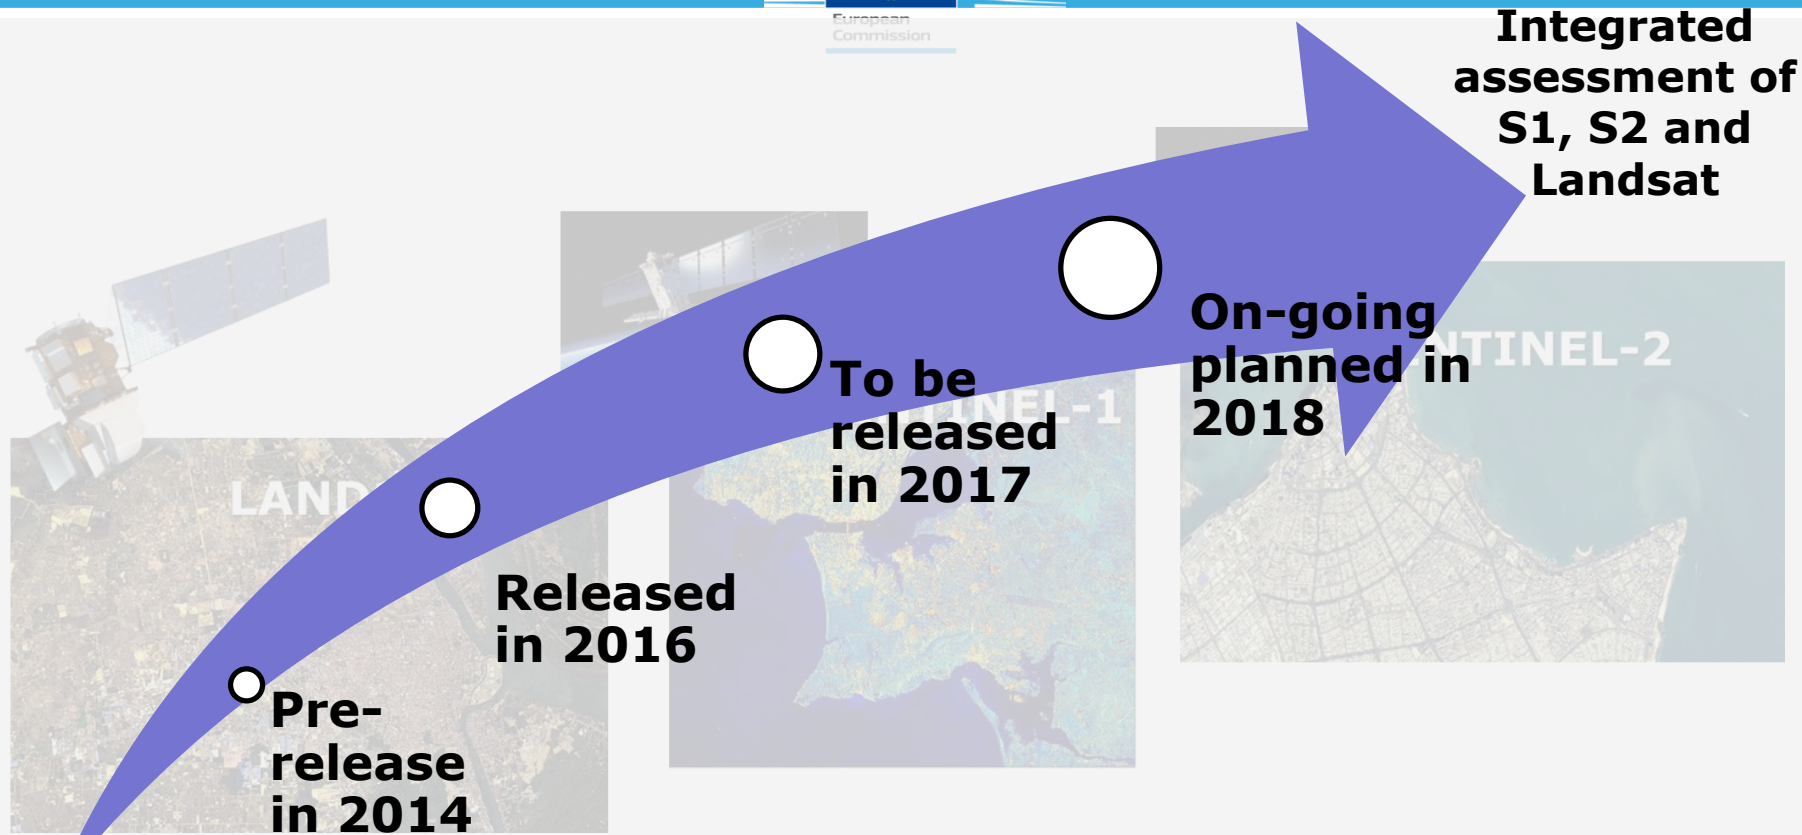 European
Commission
Integrated
assessment of
S1, S2 and
Landsat
On-going
planned in
2018
NTINEL-2
To be
released
in 2017
TINEL-1
LAND
Released
in 2016
Pre-
release
in 2014